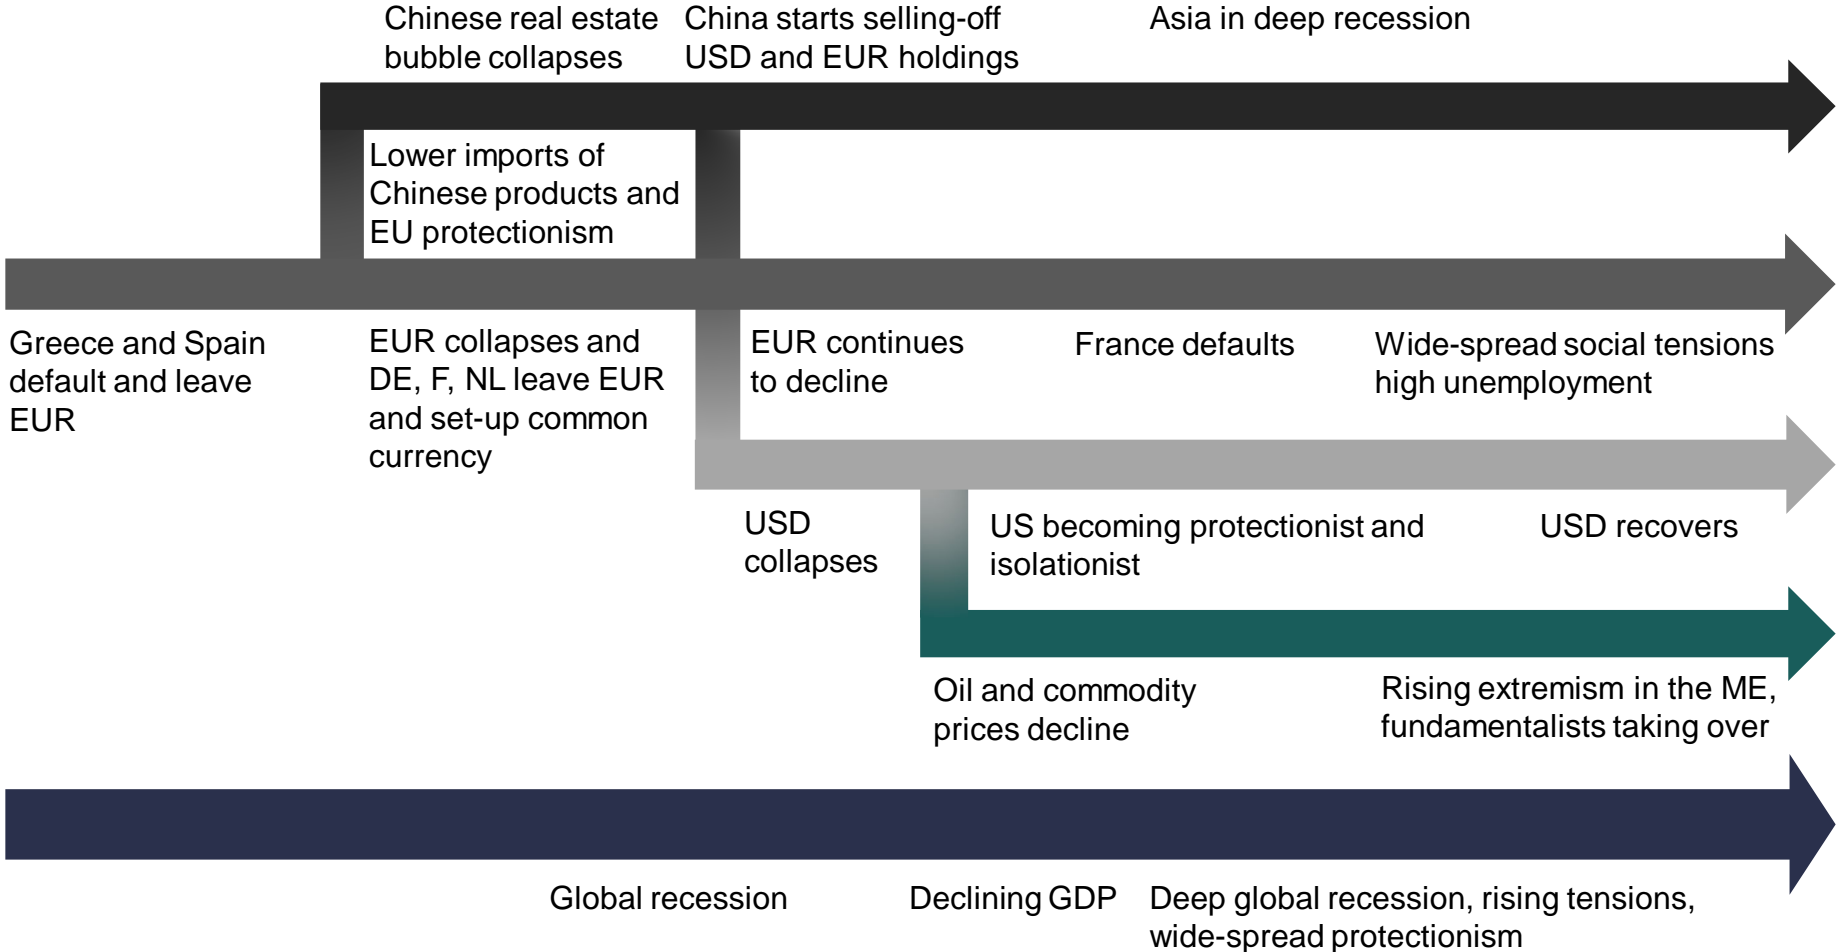 Chinese real estate
bubble collapses
China starts selling-off
USD and EUR holdings
Asia in deep recession
Lower imports of
Chinese products and
EU protectionism
Greece and Spain
default and leave
EUR
EUR collapses and
DE, F, NL leave EUR
and set-up common
currency
EUR continues
to decline
France defaults
Wide-spread social tensions
high unemployment
USD
collapses
US becoming protectionist and
isolationist
USD recovers
Oil and commodity
prices decline
Rising extremism in the ME,
fundamentalists taking over
Global recession
Declining GDP
Deep global recession, rising tensions,
wide-spread protectionism